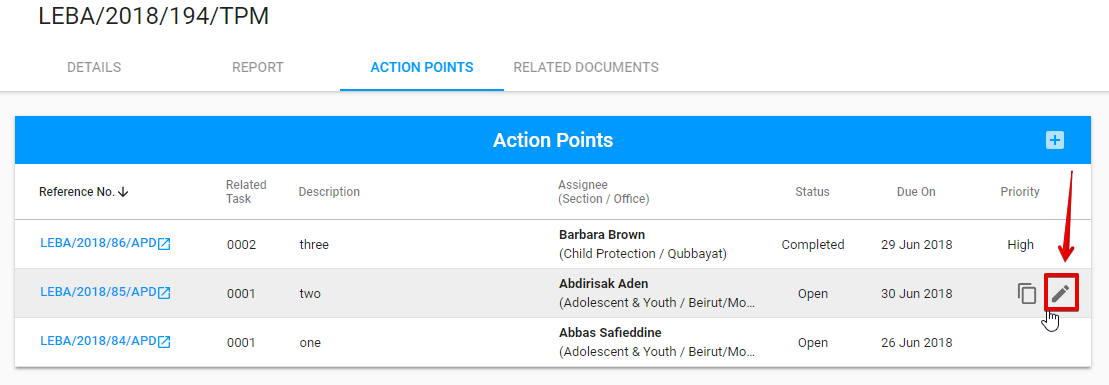 LEBA/2018/194/TPM
DETAILS REPORT ACTION POINTS RELATED DOCUMENTS
Action Points
Reference No. Related Task Description Assignee (Section / Office) Status Due On Priority
LEBA/2018/86/APD 0002 three Barbara Brown (Child Protection / Qubbayat) Completed 29 Jun 2018 High
LEBA/2018/85/APD 0001 two Abdirisak Aden (Adolescent & Youth / Beirut/Mo... Open 30 Jun 2018
LEBA/2018/84/APD 0001 one Abbas Safieddine (Adolescent & Youth / Beirut/Mo... Open 26 Jun 2018